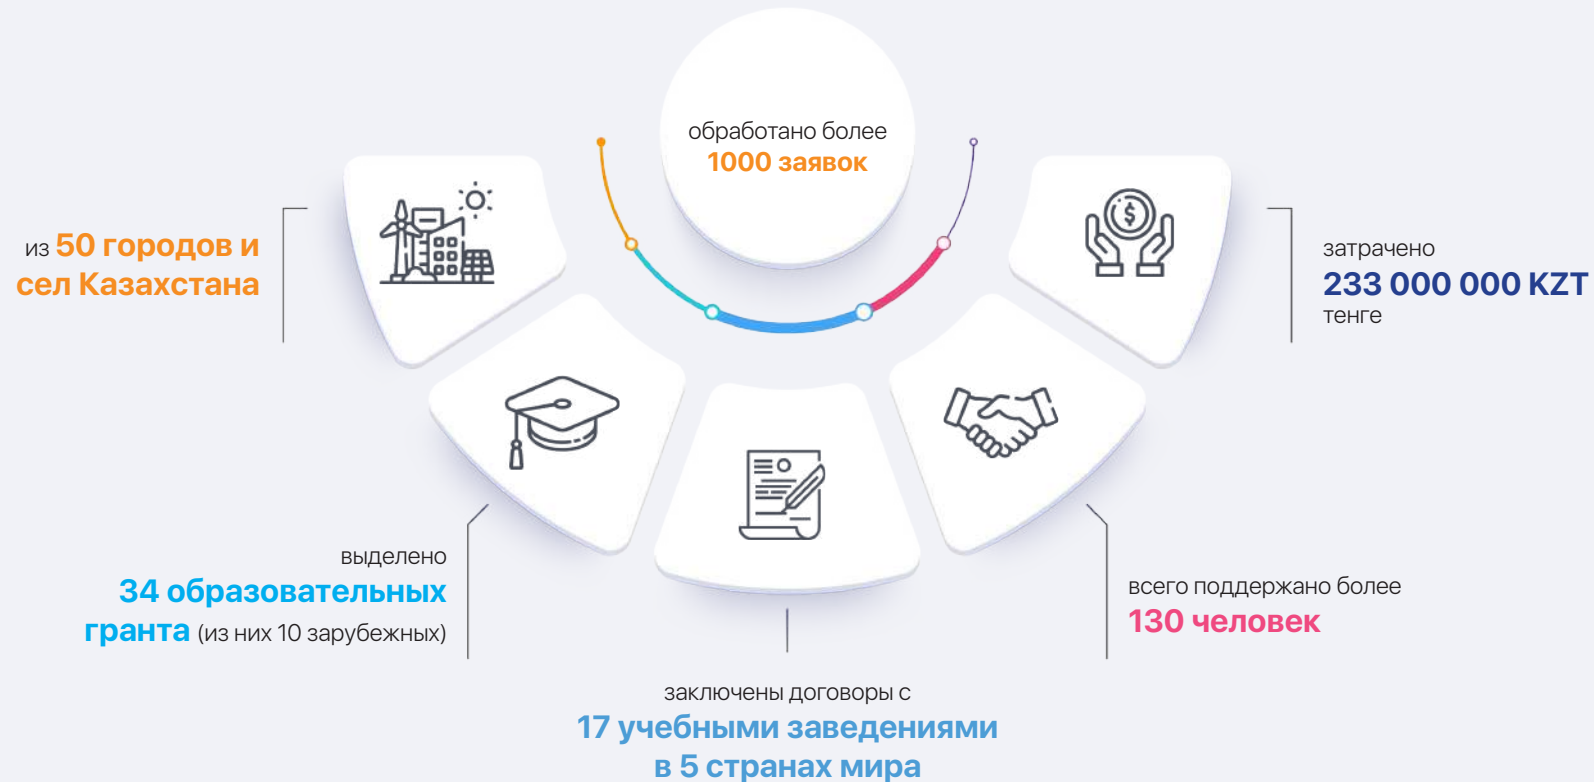 обработано более
1000 заявок
из 50 городов и
сел Казахстана
выделено
34 образовательных
гранта (из них 10 зарубежных)
заключены договоры с
17 учебными заведениями
в 5 странах мира
всего поддержано более
130 человек
затрачено
233 000 000 KZT
тенге